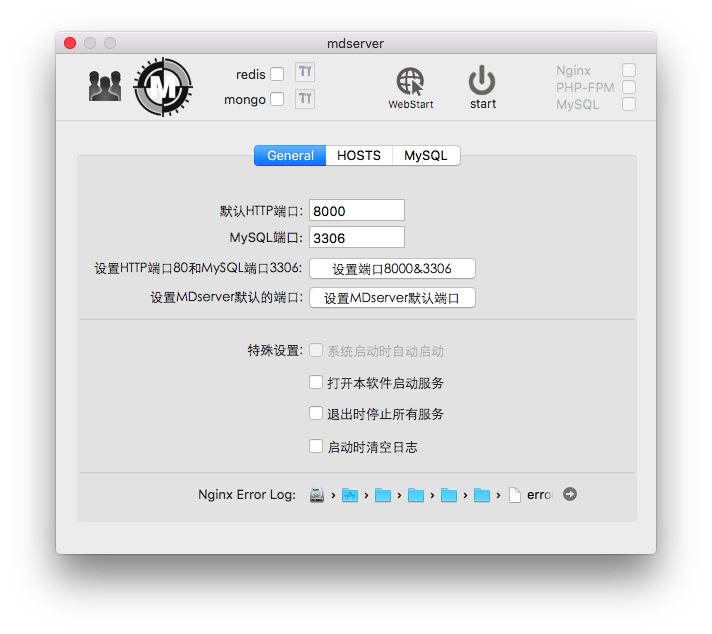 mdserver
redis
mongo
WebStart
start
Nginx
PHP-FPM
MySQL
General HOSTS MySQL
默认HTTP端口: 8000
MySQL端口: 3306
设置HTTP端口80和MySQL端口3306: 设置端口8000&3306
设置MDserver默认的端口: 设置MDserver默认端口
特殊设置: 系统启动时自动启动
打开本软件启动服务
退出时停止所有服务
启动时清空日志
Nginx Error Log: › › › › › › erro